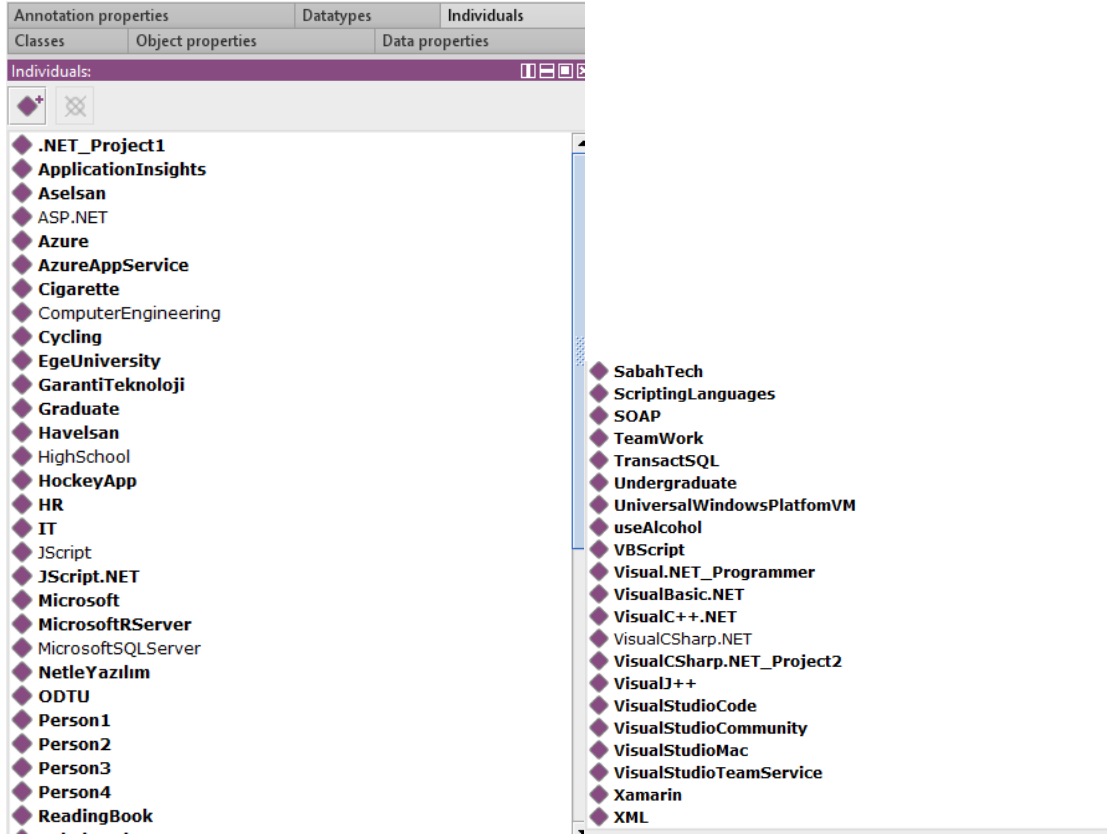 Annotation properties Datatypes Individuals
Classes Object properties Data properties
Individuals:
.NET_Project1
ApplicationInsights
Aselsan
ASP.NET
Azure
AzureAppService
Cigarette
ComputerEngineering
Cycling
EgeUniversity
GarantiTeknoloji
Graduate
Havelsan
HighSchool
HockeyApp
HR
IT
JScript
JScript.NET
Microsoft
MicrosoftRServer
MicrosoftSQLServer
NetleYazılım
ODTU
Person1
Person2
Person3
Person4
ReadingBook
SabahTech
ScriptingLanguages
SOAP
TeamWork
TransactSQL
Undergraduate
UniversalWindowsPlatfomVM
useAlcohol
VBScript
Visual.NET_Programmer
VisualBasic.NET
VisualC++.NET
VisualCSharp.NET
VisualCSharp.NET_Project2
VisualJ++
VisualStudioCode
VisualStudioCommunity
VisualStudioMac
VisualStudioTeamService
Xamarin
XML